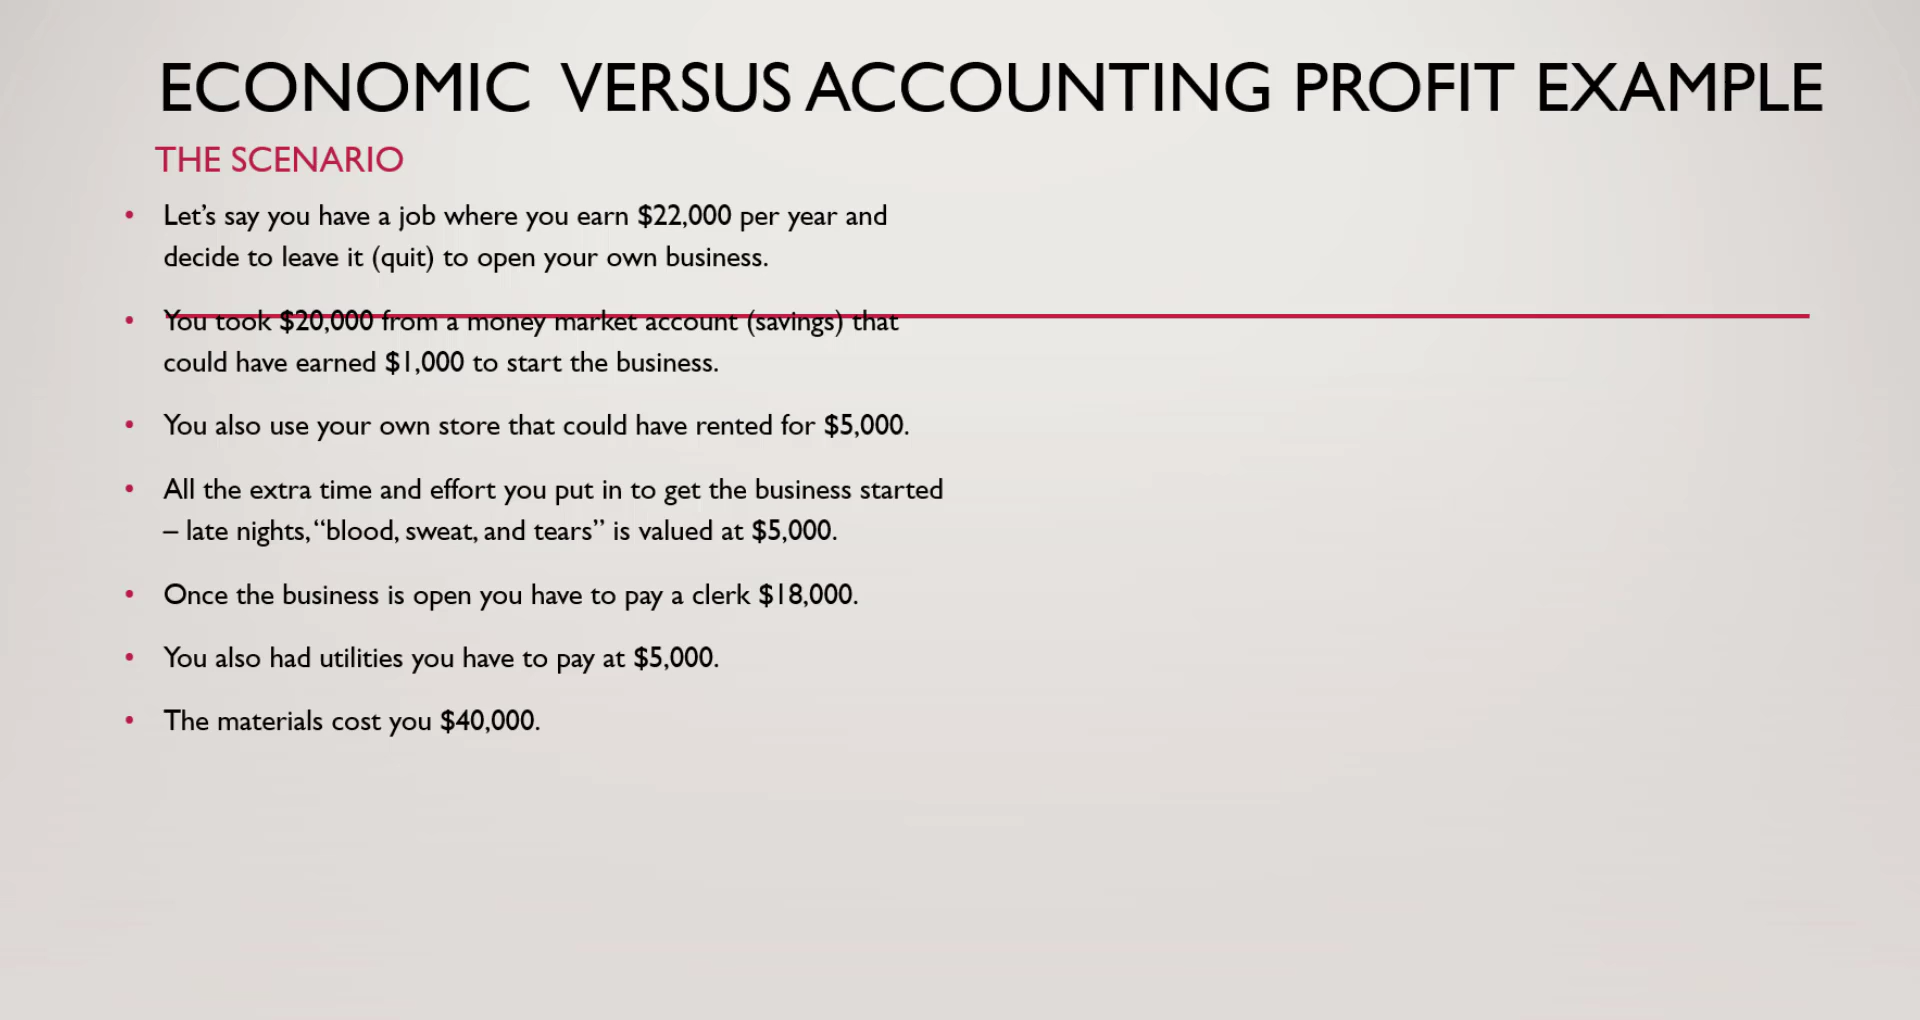 ECONOMIC VERSUS ACCOUNTING PROFIT EXAMPLE
THE SCENARIO
• Let’s say you have a job where you earn $22,000 per year and
decide to leave it (quit) to open your own business.
• You took $20,000 from a money market account (savings) that
could have earned $1,000 to start the business.
• You also use your own store that could have rented for $5,000.
• All the extra time and effort you put in to get the business started
– late nights, “blood, sweat, and tears” is valued at $5,000.
• Once the business is open you have to pay a clerk $18,000.
• You also had utilities you have to pay at $5,000.
• The materials cost you $40,000.